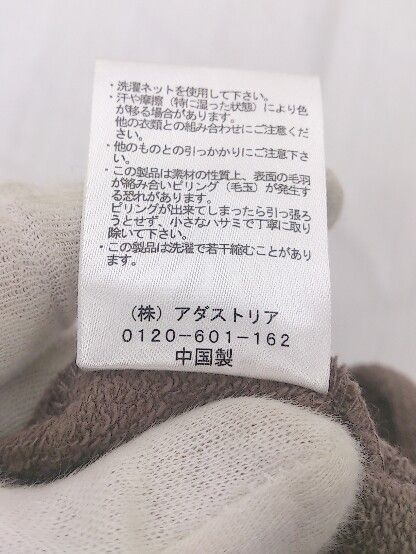 ・洗濯ネットを使用して下さい。
・汗や摩擦（特に湿った状態）により色
が移る場合があります。
他の衣類との組み合わせにご注意くだ
さい。
・他のものとの引っかかりにご注意下さ
い。
・この製品は素材の性質上、表面の毛羽
が絡み合いピリング（毛玉）が発生す
る恐れがあります。
ピリングが出来てしまったら引っ張ろ
うとせず、小さなハサミで丁寧に取り
除いて下さい。
・この製品は洗濯で若干縮むことがあり
ます。
（株）アダストリア
0120-601-162
中国製